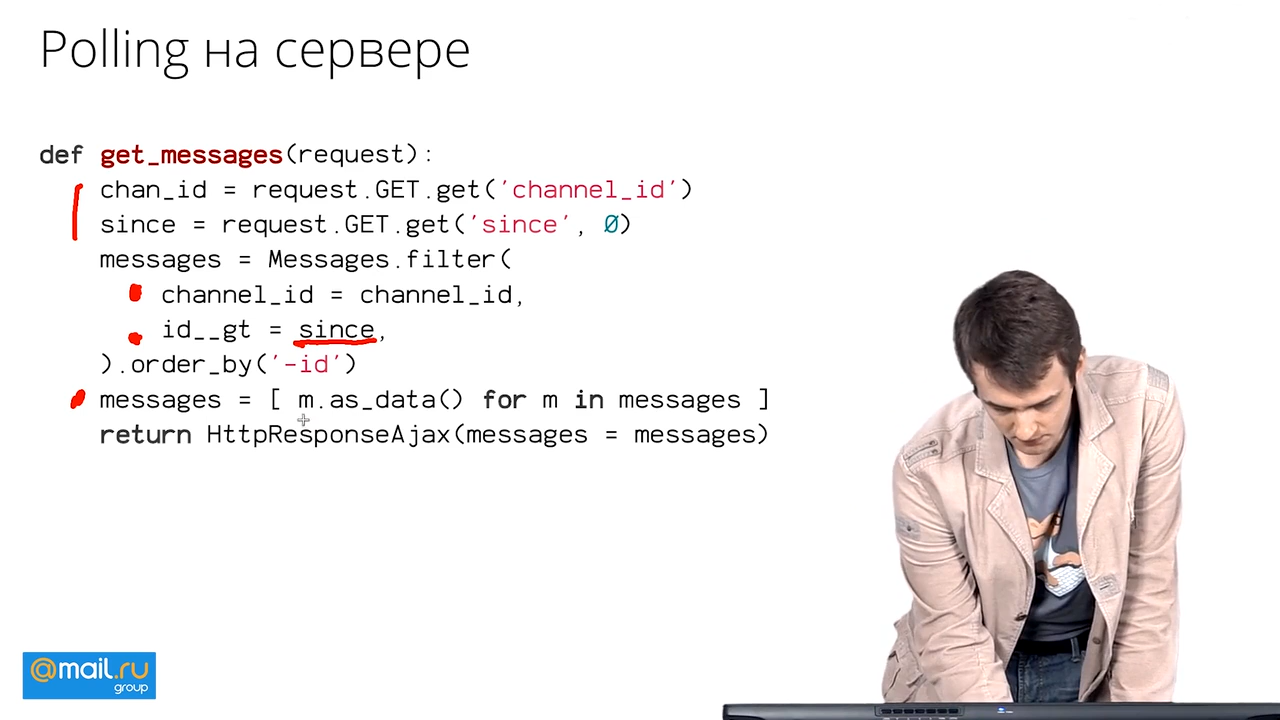 Polling на сервере
def get_messages(request):
chan_id = request.GET.get('channel_id')
since = request.GET.get('since', 0)
messages = Messages.filter(
channel_id = channel_id,
id__gt = since,
).order_by('-id')
messages = [ m.as_data() for m in messages ]
return HttpResponseAjax(messages = messages)
@mail.ru
group